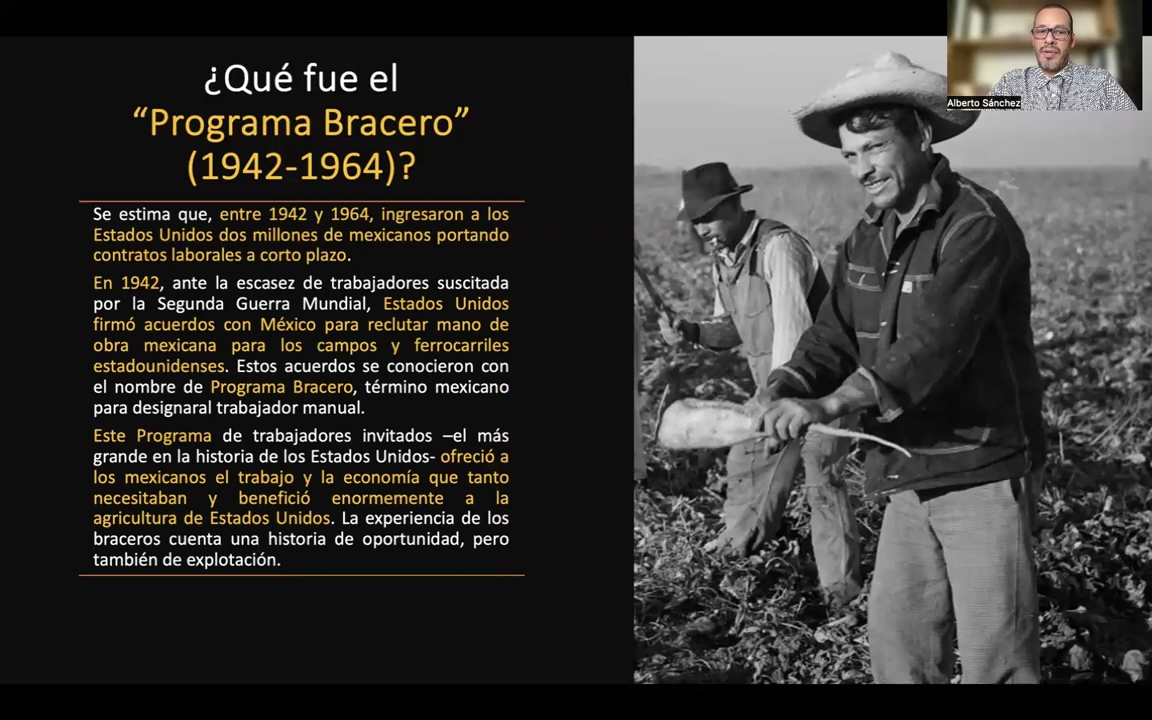 ¿Qué fue el
“Programa Bracero”
(1942-1964)?
Se estima que, entre 1942 y 1964, ingresaron a los
Estados Unidos dos millones de mexicanos portando
contratos laborales a corto plazo.
En 1942, ante la escasez de trabajadores suscitada
por la Segunda Guerra Mundial, Estados Unidos
firmó acuerdos con México para reclutar mano de
obra mexicana para los campos y ferrocarriles
estadounidenses. Estos acuerdos se conocieron con
el nombre de Programa Bracero, término mexicano
para designaral trabajador manual.
Este Programa de trabajadores invitados –el más
grande en la historia de los Estados Unidos- ofreció a
los mexicanos el trabajo y la economía que tanto
necesitaban y benefició enormemente a la
agricultura de Estados Unidos. La experiencia de los
braceros cuenta una historia de oportunidad, pero
también de explotación.
Alberto Sánchez